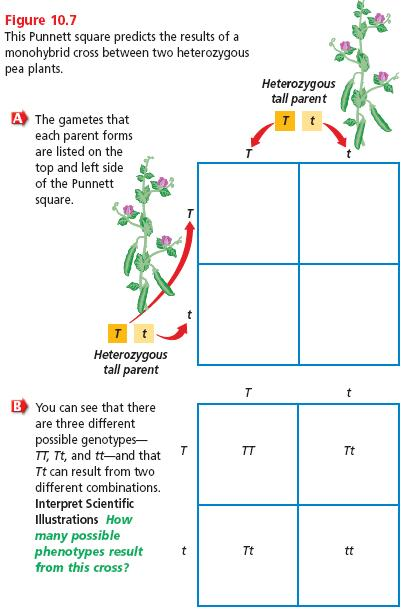 Figure 10.7
This Punnett square predicts the results of a
monohybrid cross between two heterozygous
pea plants.
Heterozygous
tall parent
T t
T t
A The gametes that
each parent forms
are listed on the
top and left side
of the Punnett
square.
T
t
T t
Heterozygous
tall parent
B You can see that there
are three different
possible genotypes—
TT, Tt, and tt—and that
Tt can result from two
different combinations.
Interpret Scientific
Illustrations How
many possible
phenotypes result
from this cross?
T t
T TT Tt
t Tt tt